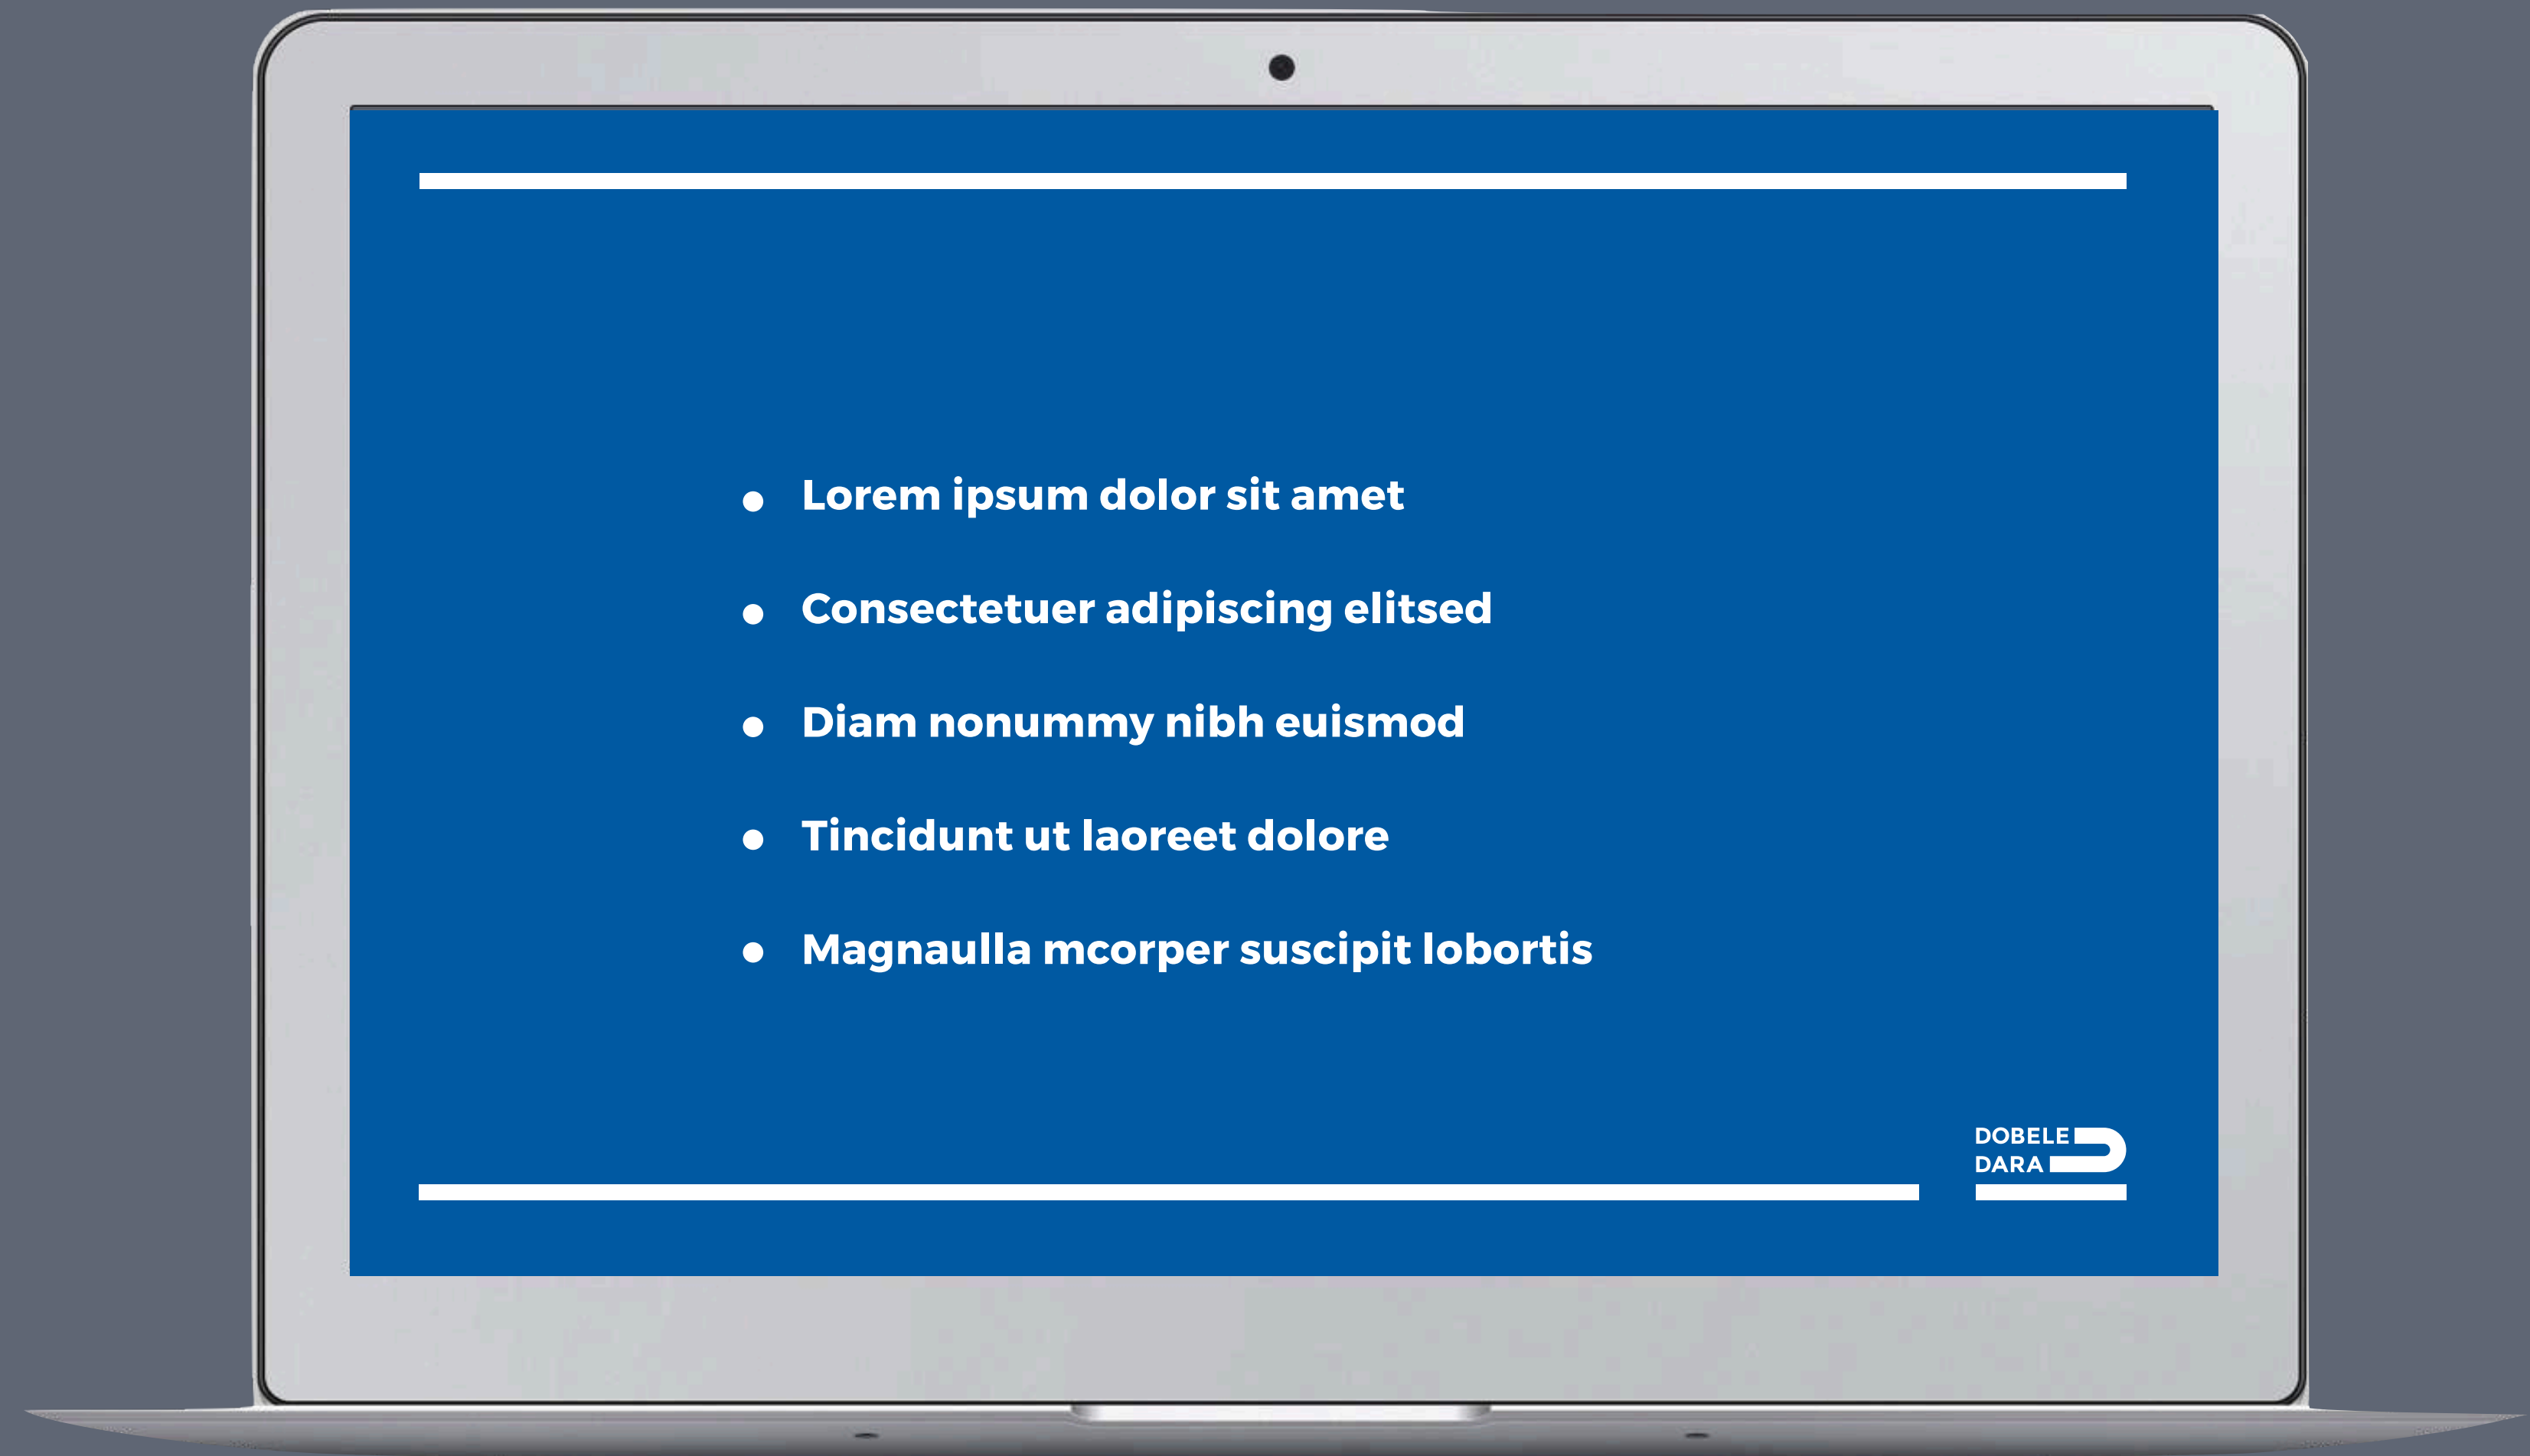 ● Lorem ipsum dolor sit amet
● Consectetuer adipiscing elitsed
● Diam nonummy nibh euismod
● Tincidunt ut laoreet dolore
● Magnaulla mcorper suscipit lobortis
DOBELE
DARA